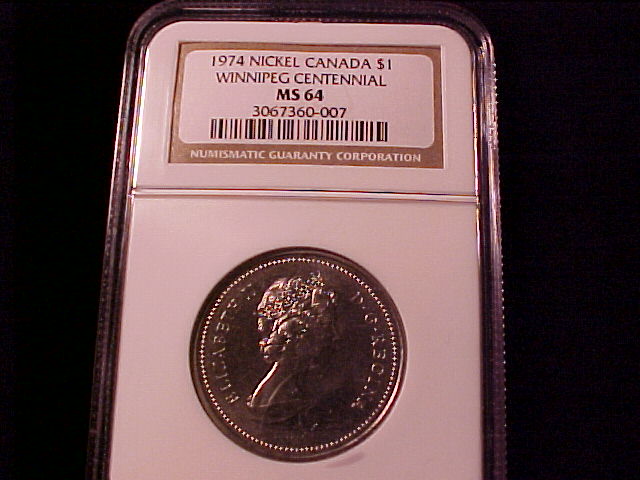 1974 NICKEL CANADA $1
WINNIPEG CENTENNIAL
MS 64
3067360-007
NUMISMATIC GUARANTY CORPORATION
ELIZABETH II D·G·REGINA